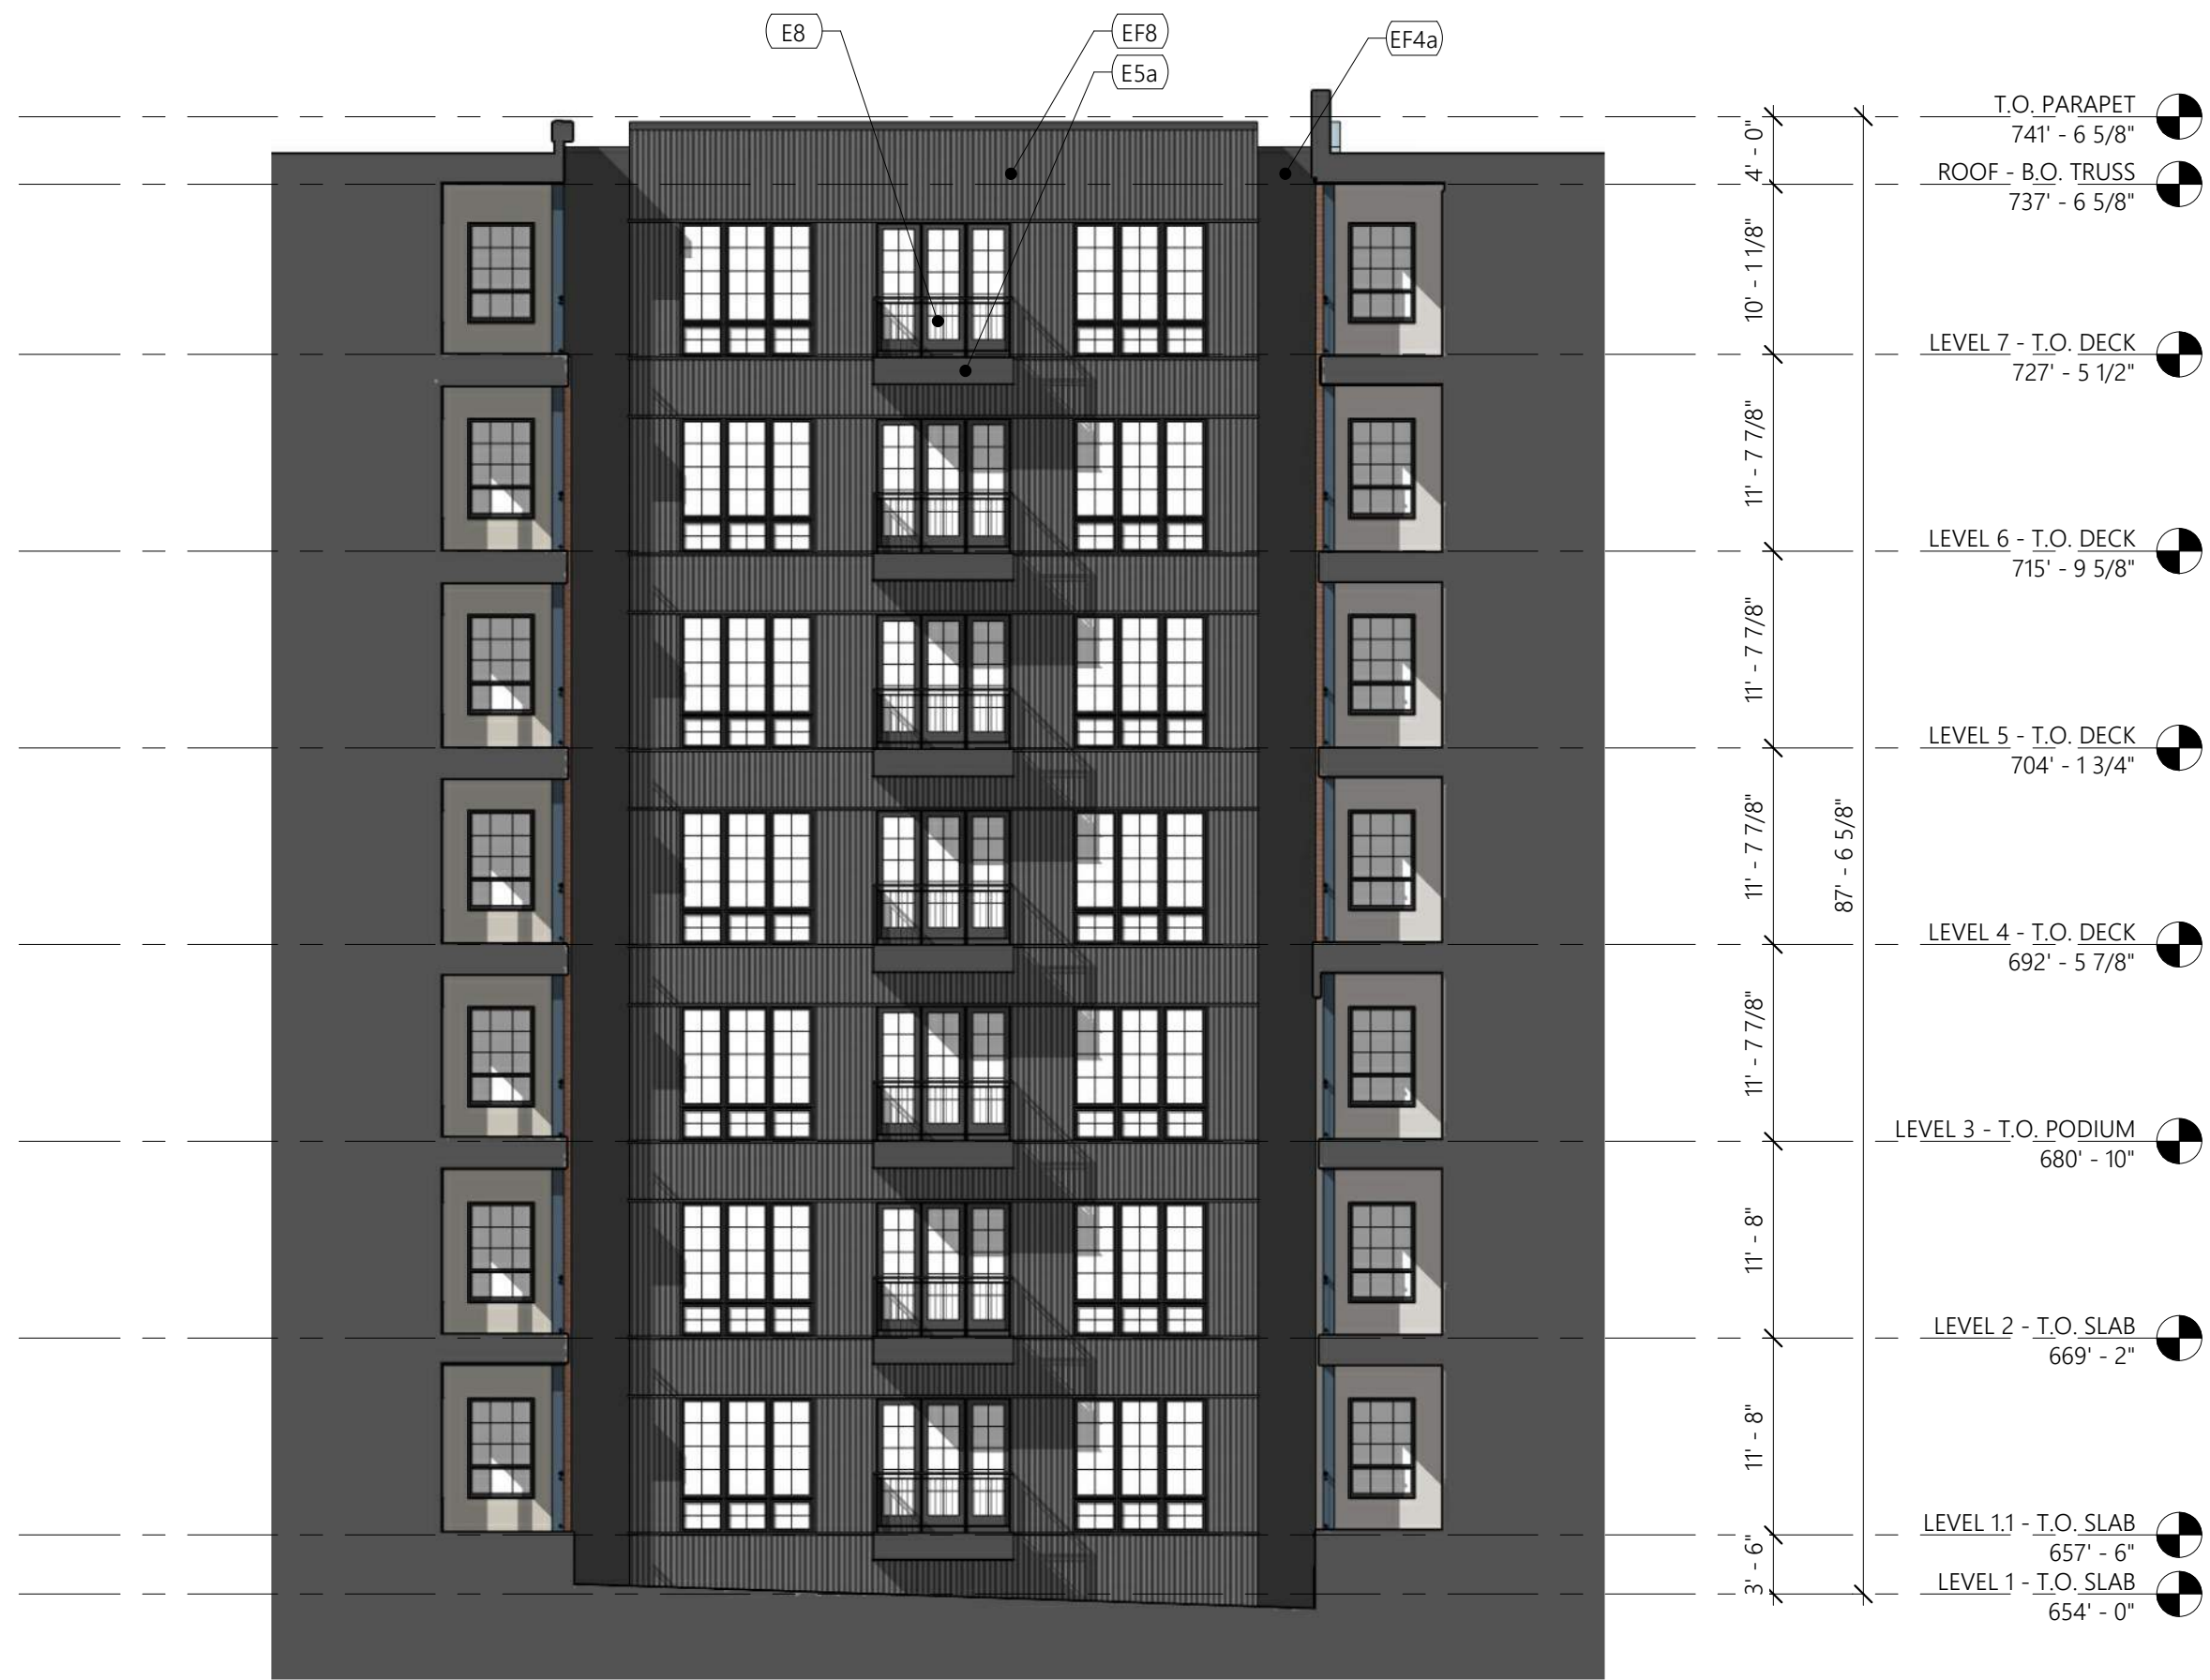 E8
EF8
E5a
EF4a
T.O. PARAPET
741' - 6 5/8"
4' - 0"
ROOF - B.O. TRUSS
737' - 6 5/8"
10' - 1 1/8"
LEVEL 7 - T.O. DECK
727' - 5 1/2"
11' - 7 7/8"
LEVEL 6 - T.O. DECK
715' - 9 5/8"
11' - 7 7/8"
LEVEL 5 - T.O. DECK
704' - 1 3/4"
11' - 7 7/8"
87' - 6 5/8"
LEVEL 4 - T.O. DECK
692' - 5 7/8"
11' - 7 7/8"
LEVEL 3 - T.O. PODIUM
680' - 10"
11' - 8"
LEVEL 2 - T.O. SLAB
669' - 2"
11' - 8"
LEVEL 1.1 - T.O. SLAB
657' - 6"
3' - 6"
LEVEL 1 - T.O. SLAB
654' - 0"